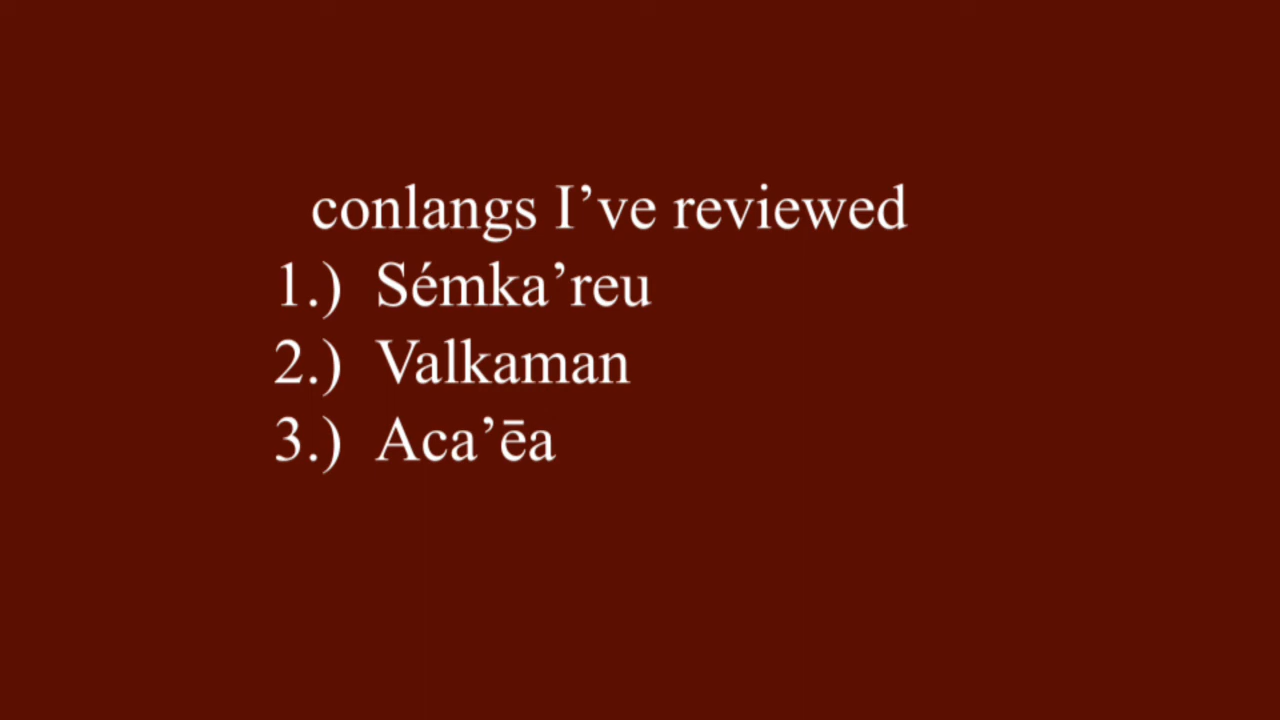 conlangs I’ve reviewed
1.) Sémka’reu
2.) Valkaman
3.) Aca’ēa